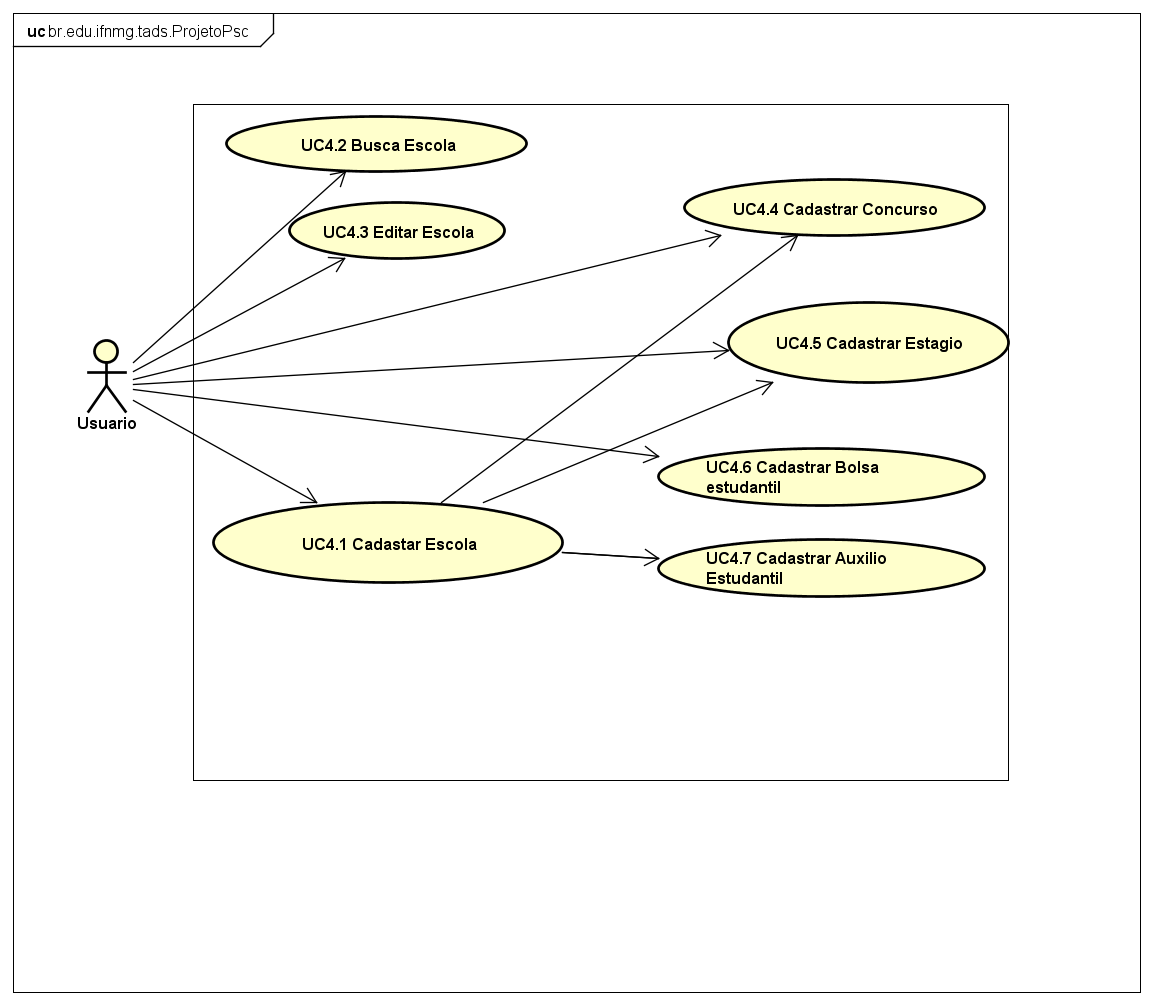 uc br.edu.ifnmg.tads.ProjetoPsc
UC4.2 Busca Escola
UC4.4 Cadastrar Concurso
UC4.3 Editar Escola
UC4.5 Cadastrar Estagio
Usuario
UC4.6 Cadastrar Bolsa
estudantil
UC4.1 Cadastar Escola
UC4.7 Cadastrar Auxilio
Estudantil